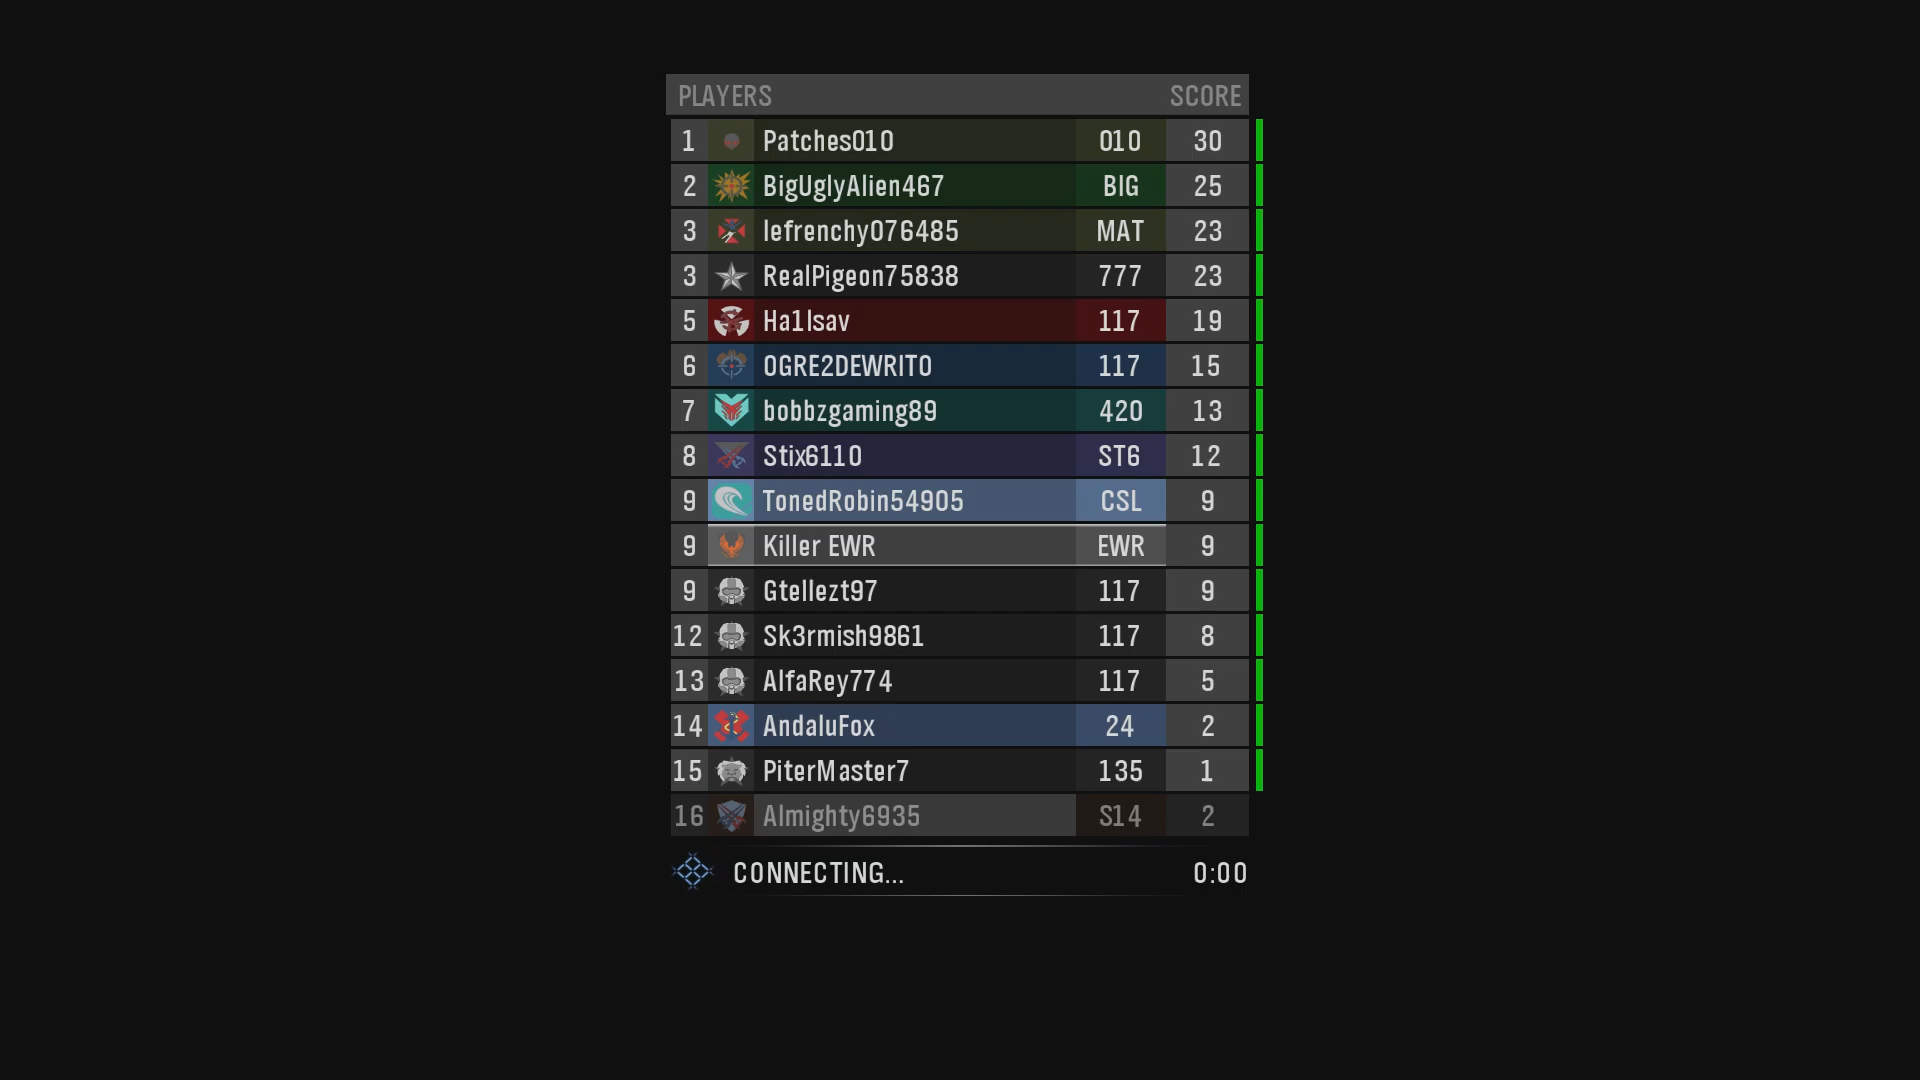 PLAYERS SCORE
1 Patches010 010 30
2 BigUglyAlien467 BIG 25
3 lefrenchy076485 MAT 23
3 RealPigeon75838 777 23
5 Ha1lsav 117 19
6 OGRE2DEWRITO 117 15
7 bobbzgaming89 420 13
8 Stix6110 ST6 12
9 TonedRobin54905 CSL 9
9 Killer EWR EWR 9
9 Gtellezt97 117 9
12 Sk3rmish9861 117 8
13 AlfaRey774 117 5
14 AndaluFox 24 2
15 PiterMaster7 135 1
16 Almighty6935 S14 2
CONNECTING... 0:00